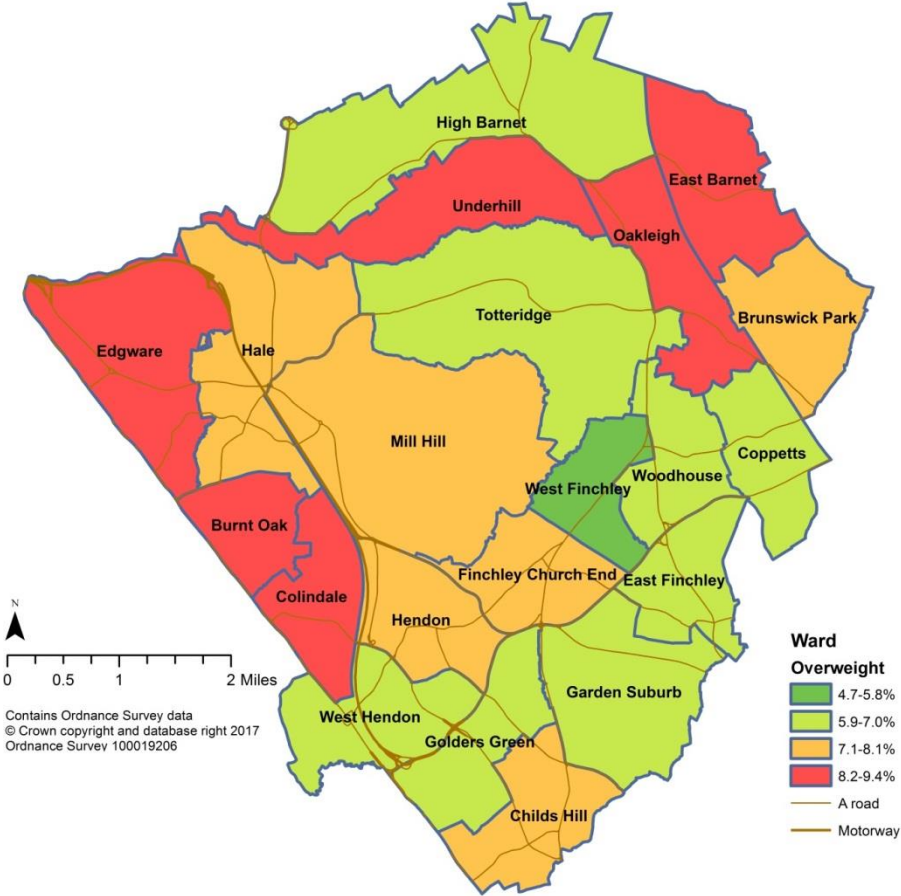 High Barnet
East Barnet
Underhill
Oakleigh
Totteridge
Brunswick Park
Edgware
Hale
Mill Hill
Coppetts
Woodhouse
West Finchley
Burnt Oak
Finchley Church End
East Finchley
Colindale
Hendon
Garden Suburb
West Hendon
Golders Green
Childs Hill
N
0 0.5 1 2 Miles
Contains Ordnance Survey data
© Crown copyright and database right 2017
Ordnance Survey 100019206
Ward
Overweight
4.7-5.8%
5.9-7.0%
7.1-8.1%
8.2-9.4%
A road
Motorway